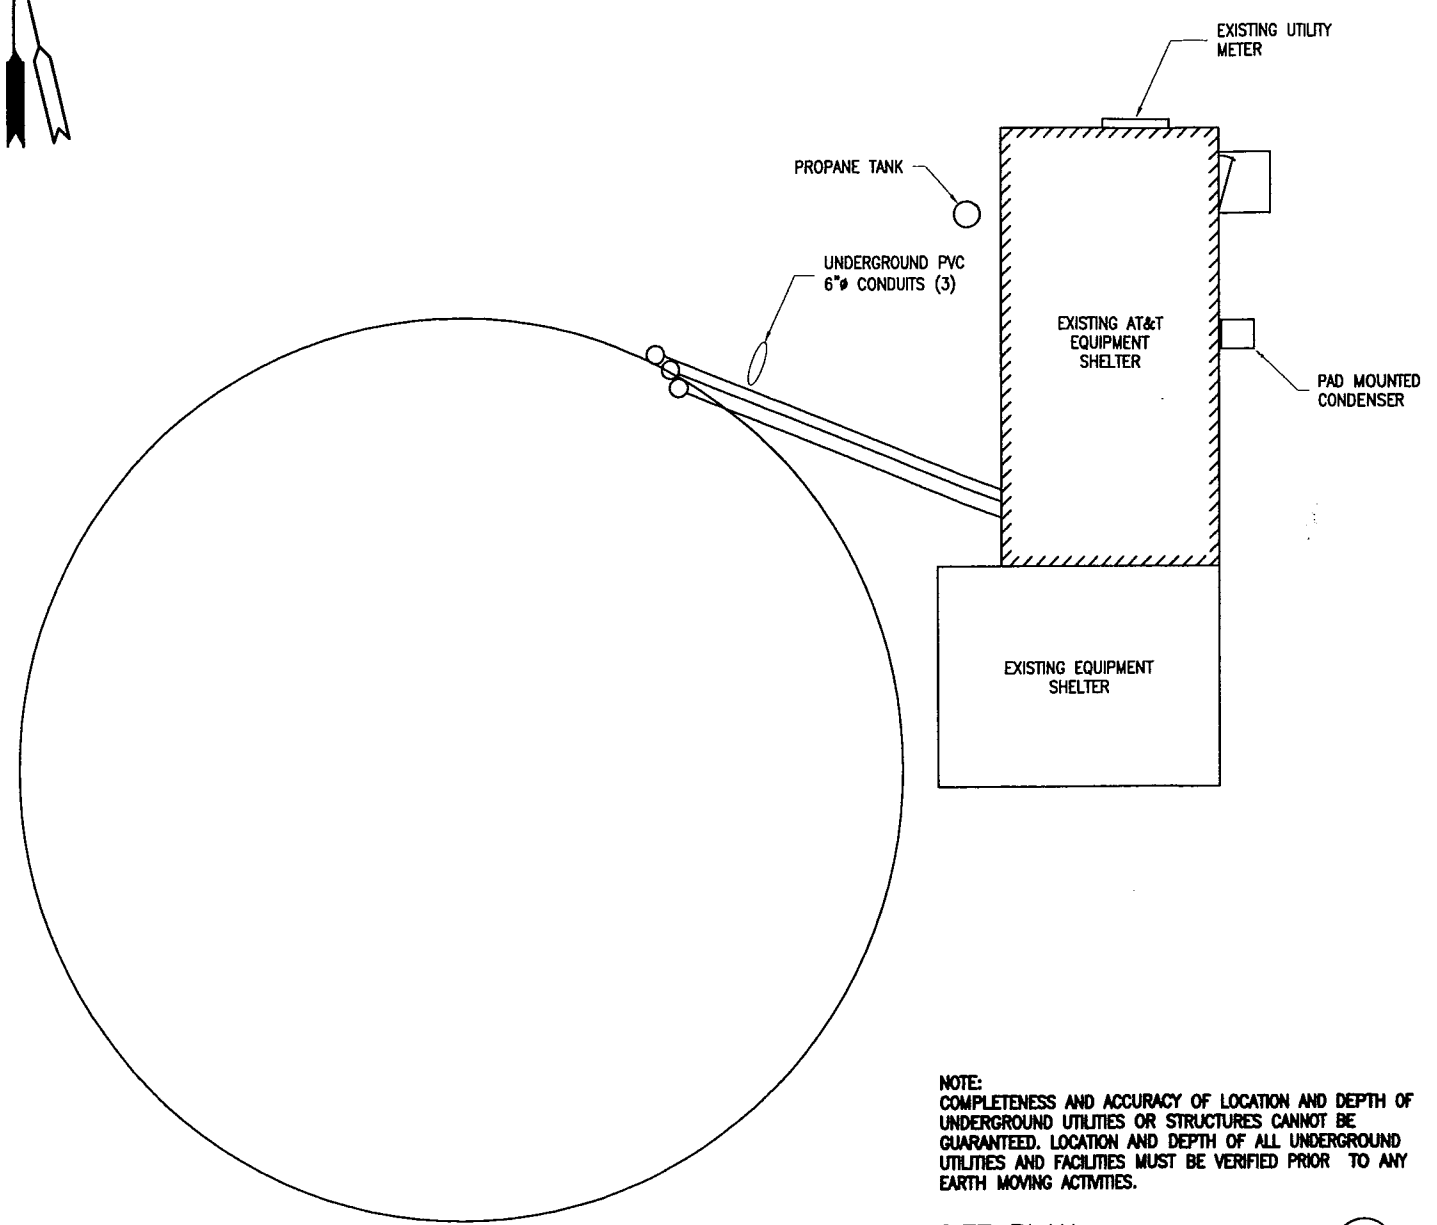 EXISTING UTILITY
METER
PROPANE TANK
UNDERGROUND PVC
6"ø CONDUITS (3)
EXISTING AT&T
EQUIPMENT
SHELTER
PAD MOUNTED
CONDENSER
EXISTING EQUIPMENT
SHELTER
NOTE:
COMPLETENESS AND ACCURACY OF LOCATION AND DEPTH OF
UNDERGROUND UTILITIES OR STRUCTURES CANNOT BE
GUARANTEED. LOCATION AND DEPTH OF ALL UNDERGROUND
UTILITIES AND FACILITIES MUST BE VERIFIED PRIOR TO ANY
EARTH MOVING ACTIVITIES.